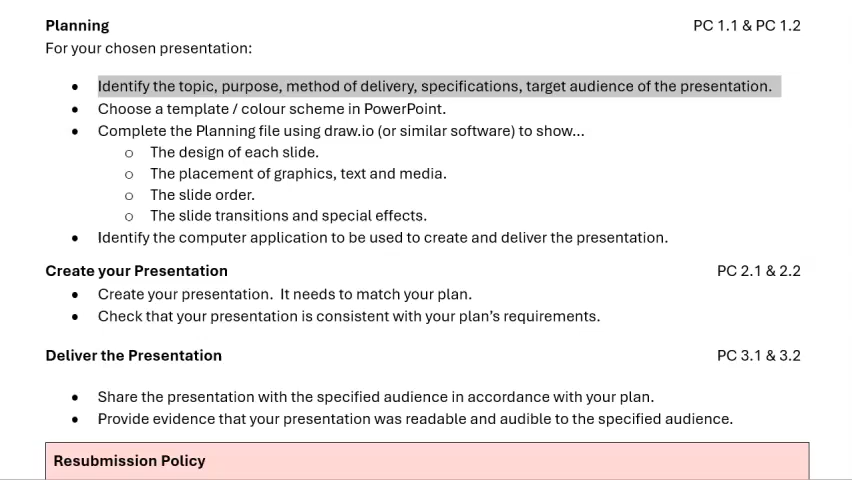 Planning PC 1.1 & PC 1.2
For your chosen presentation:
• Identify the topic, purpose, method of delivery, specifications, target audience of the presentation.
• Choose a template / colour scheme in PowerPoint.
• Complete the Planning file using draw.io (or similar software) to show...
o The design of each slide.
o The placement of graphics, text and media.
o The slide order.
o The slide transitions and special effects.
• Identify the computer application to be used to create and deliver the presentation.
Create your Presentation PC 2.1 & 2.2
• Create your presentation. It needs to match your plan.
• Check that your presentation is consistent with your plan's requirements.
Deliver the Presentation PC 3.1 & 3.2
• Share the presentation with the specified audience in accordance with your plan.
• Provide evidence that your presentation was readable and audible to the specified audience.
Resubmission Policy